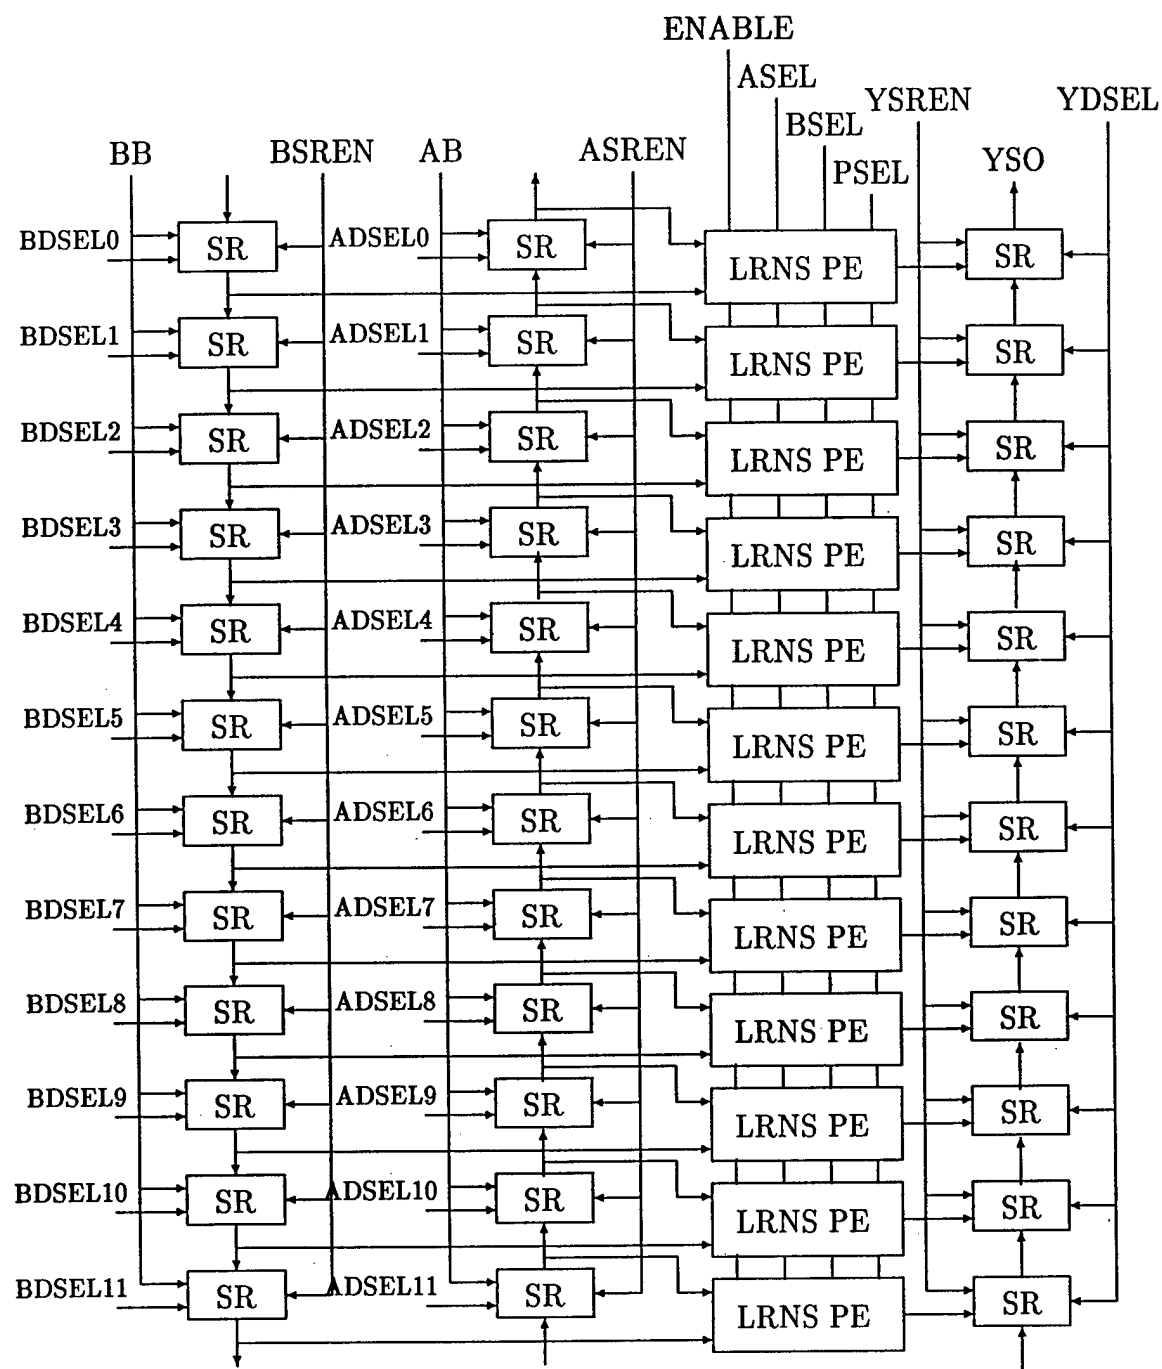 ENABLE
ASEL
YSREN YDSEL
BSEL
BB BSREN AB ASREN
PSEL YSO
BDSEL0 SR ADSEL0 SR LRNS PE SR
BDSEL1 SR ADSEL1 SR LRNS PE SR
BDSEL2 SR ADSEL2 SR LRNS PE SR
BDSEL3 SR ADSEL3 SR LRNS PE SR
BDSEL4 SR ADSEL4 SR LRNS PE SR
BDSEL5 SR ADSEL5 SR LRNS PE SR
BDSEL6 SR ADSEL6 SR LRNS PE SR
BDSEL7 SR ADSEL7 SR LRNS PE SR
BDSEL8 SR ADSEL8 SR LRNS PE SR
BDSEL9 SR ADSEL9 SR LRNS PE SR
BDSEL10 SR ADSEL10 SR LRNS PE SR
BDSEL11 SR ADSEL11 SR LRNS PE SR